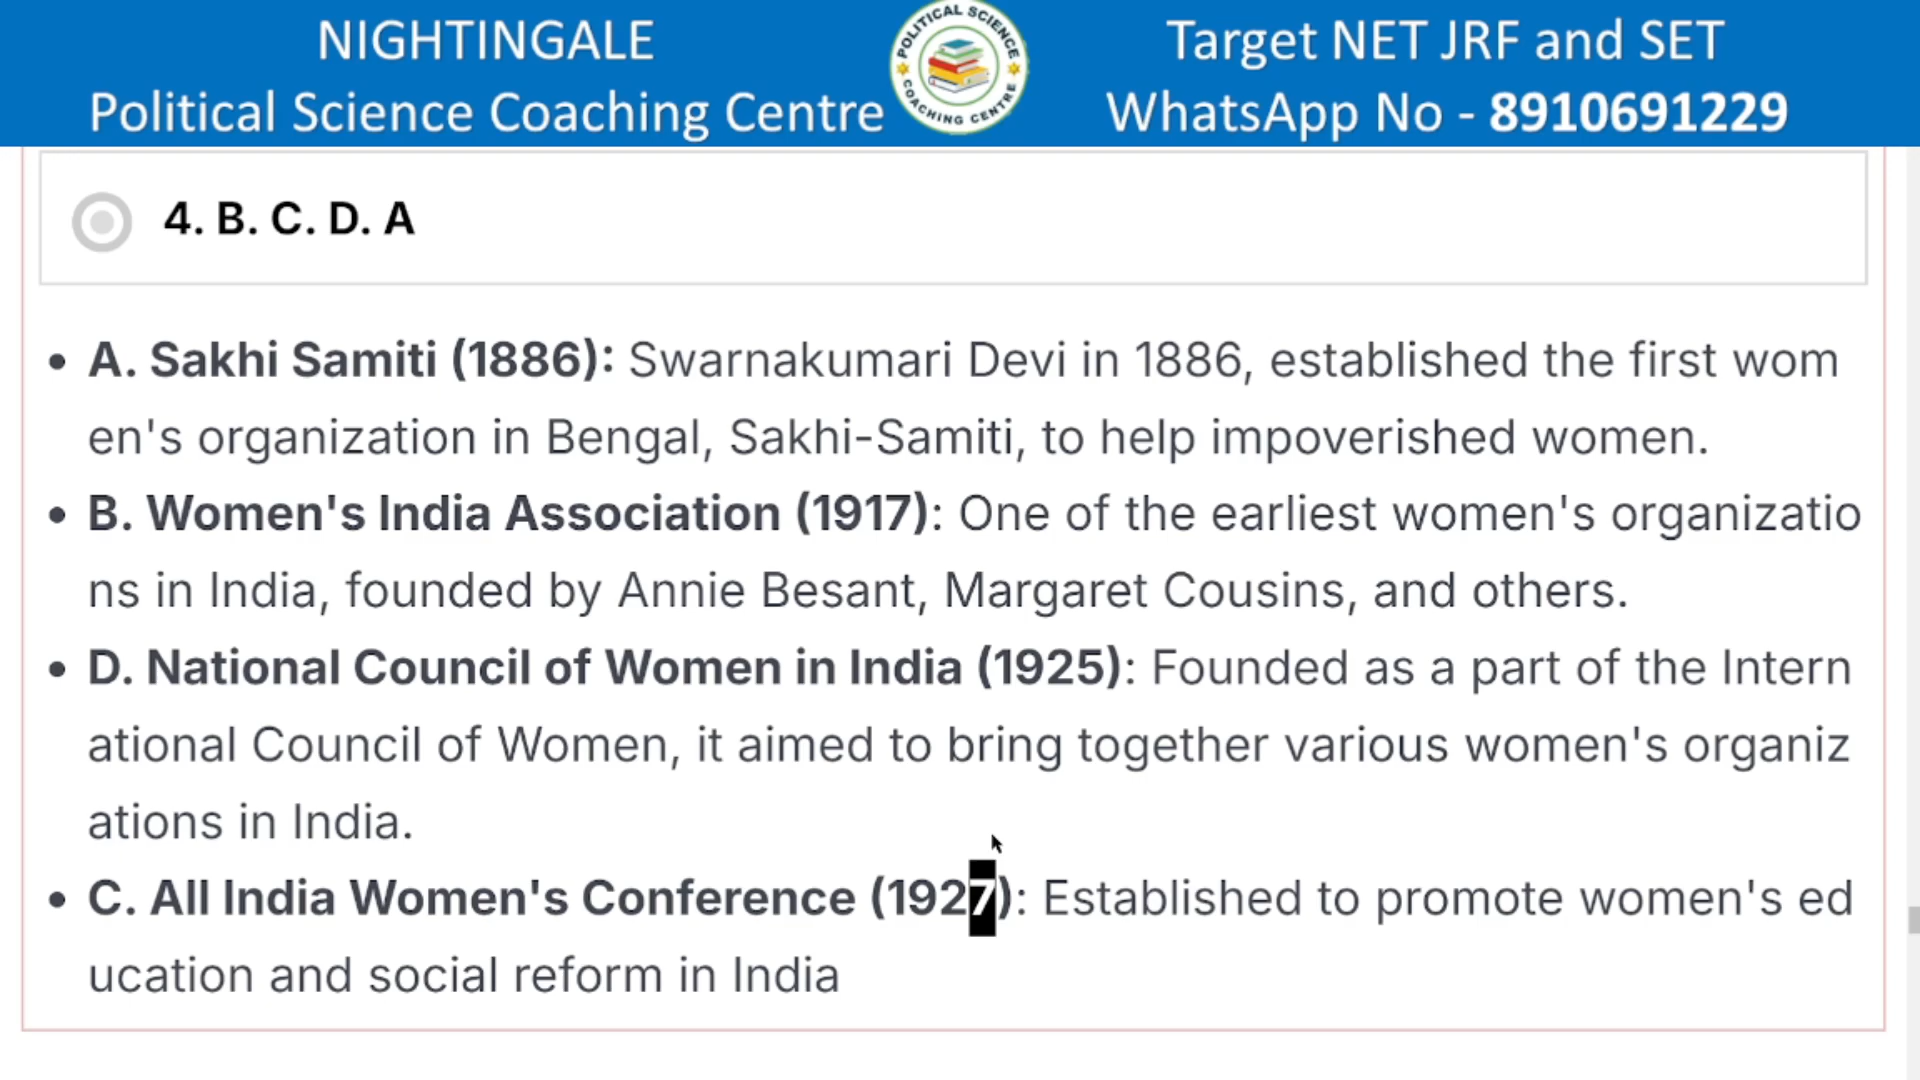 NIGHTINGALE
Political Science Coaching Centre
POLITICAL SCIENCE
COACHING CENTRE
Target NET JRF and SET
WhatsApp No - 8910691229
4. B. C. D. A
• A. Sakhi Samiti (1886): Swarnakumari Devi in 1886, established the first wom
en's organization in Bengal, Sakhi-Samiti, to help impoverished women.
• B. Women's India Association (1917): One of the earliest women's organizatio
ns in India, founded by Annie Besant, Margaret Cousins, and others.
• D. National Council of Women in India (1925): Founded as a part of the Intern
ational Council of Women, it aimed to bring together various women's organiz
ations in India.
• C. All India Women's Conference (1927): Established to promote women's ed
ucation and social reform in India